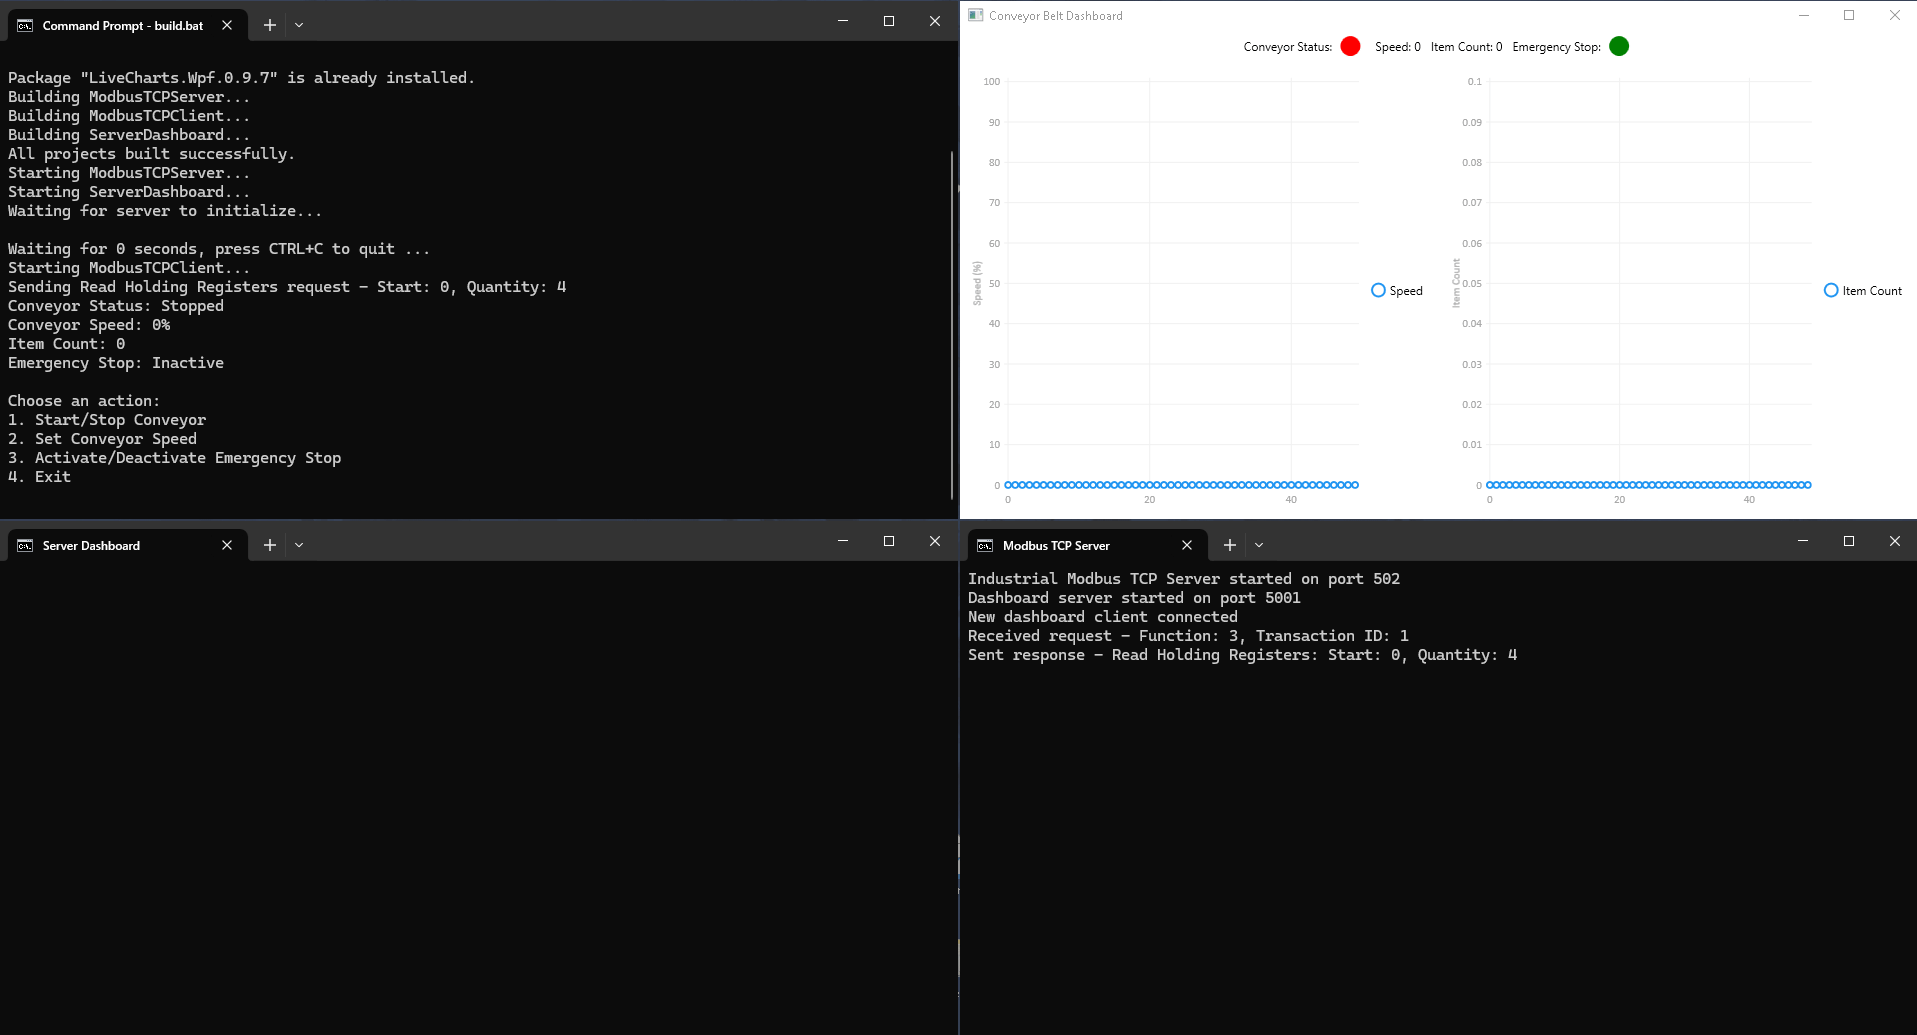 Command Prompt - build.bat
Package "LiveCharts.Wpf.0.9.7" is already installed.
Building ModbusTCPServer...
Building ModbusTCPClient...
Building ServerDashboard...
All projects built successfully.
Starting ModbusTCPServer...
Starting ServerDashboard...
Waiting for server to initialize...
Waiting for 0 seconds, press CTRL+C to quit ...
Starting ModbusTCPClient...
Sending Read Holding Registers request - Start: 0, Quantity: 4
Conveyor Status: Stopped
Conveyor Speed: 0%
Item Count: 0
Emergency Stop: Inactive
Choose an action:
1. Start/Stop Conveyor
2. Set Conveyor Speed
3. Activate/Deactivate Emergency Stop
4. Exit
Conveyor Belt Dashboard
Conveyor Status: Speed: 0 Item Count: 0 Emergency Stop:
100
90
80
70
60
50
40
30
20
10
0
Speed (%)
0 20 40
Speed
0.1
0.09
0.08
0.07
0.06
0.05
0.04
0.03
0.02
0.01
0
Item Count
0 20 40
Item Count
Server Dashboard
Modbus TCP Server
Industrial Modbus TCP Server started on port 502
Dashboard server started on port 5001
New dashboard client connected
Received request - Function: 3, Transaction ID: 1
Sent response - Read Holding Registers: Start: 0, Quantity: 4